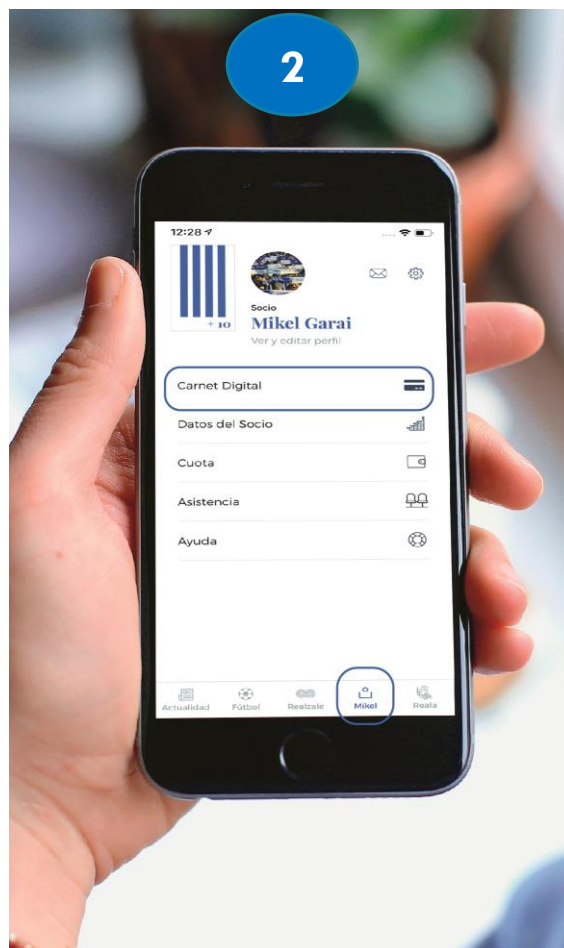 2
12:28
+ 10
Socio
Mikel Garai
Ver y editar perfil
Carnet Digital
Datos del Socio
Cuota
Asistencia
Ayuda
Actualidad Fútbol Realzale Mikel Reala